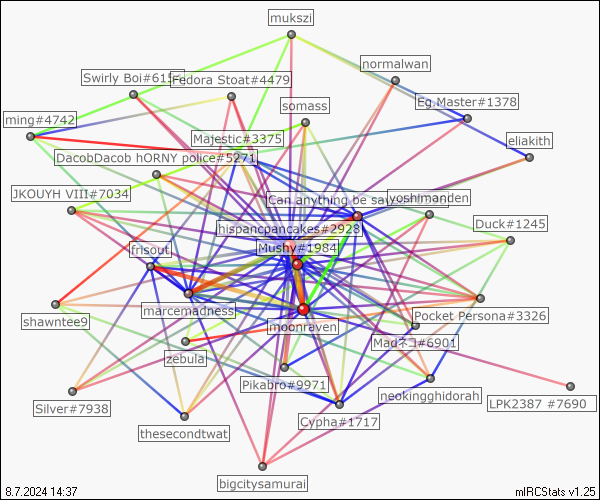 mukszi
normalwan
Swirly Boi#615
Fedora Stoat#4479
Eg.Master#1378
somass
ming#4742
Majestic#3375
eliakith
DacobDacob hORNY police#5271
JKOUYH VIII#7034
Can anything be sa
yoshimanden
Duck#1245
hispancpancakes#2928
Mushy#1984
frisout
marcemadness
Pocket Persona#3326
shawntee9
moonraven
Madネコ#6901
zebula
Pikabro#9971
neokingghidorah
LPK2387 #7690
Silver#7938
Cypha#1717
thesecondtwat
bigcitysamurai
8.7.2024 14:37
mIRCStats v1.25